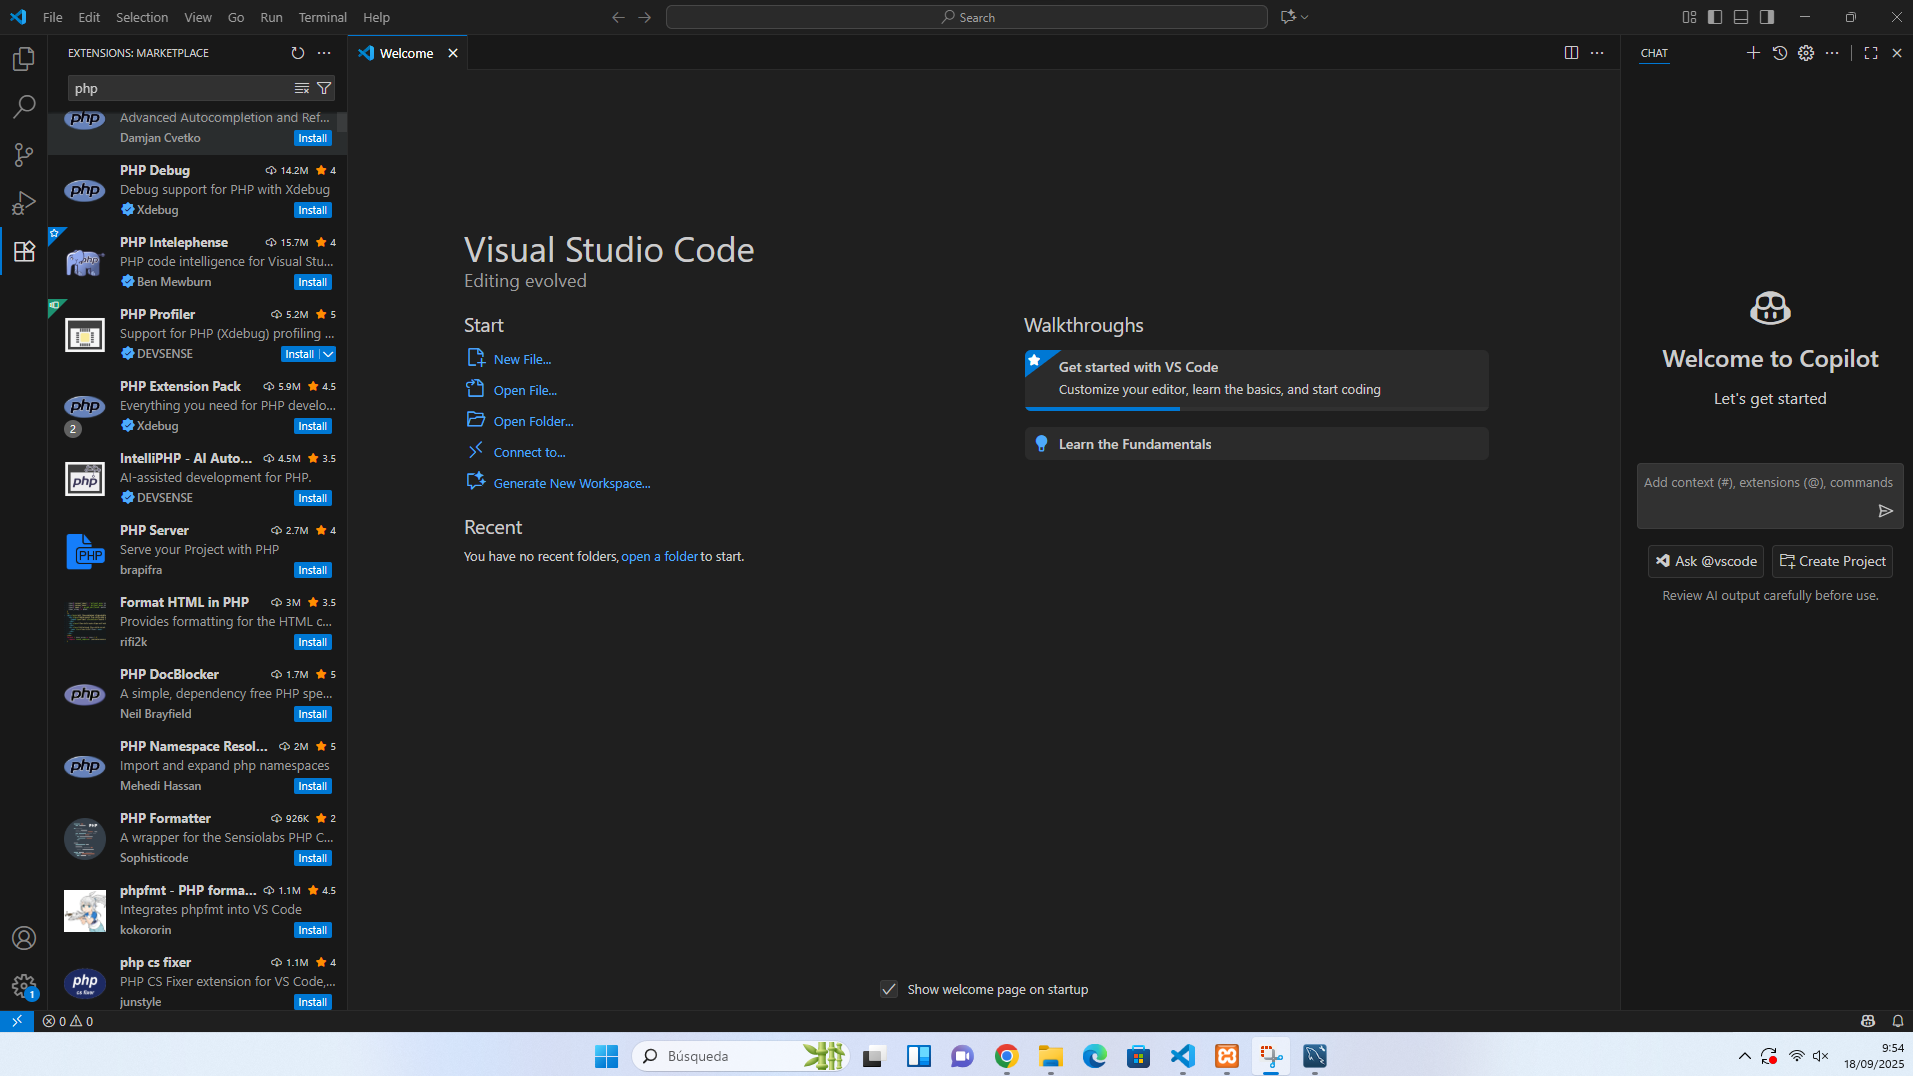 File Edit Selection View Go Run Terminal Help
Search
EXTENSIONS: MARKETPLACE
php
Advanced Autocompletion and Ref...
Damjan Cvetko
Install
PHP Debug 14.2M 4
Debug support for PHP with Xdebug
Xdebug Install
PHP Intelephense 15.7M 4
PHP code intelligence for Visual Stu...
Ben Mewburn Install
PHP Profiler 5.2M 5
Support for PHP (Xdebug) profiling ...
DEVSENSE Install
PHP Extension Pack 5.9M 4.5
Everything you need for PHP develo...
2
Xdebug Install
IntelliPHP - AI Auto... 4.5M 3.5
AI-assisted development for PHP.
DEVSENSE Install
PHP Server 2.7M 4
Serve your Project with PHP
brapifra Install
Format HTML in PHP 3M 3.5
Provides formatting for the HTML c...
rifi2k Install
PHP DocBlocker 1.7M 5
A simple, dependency free PHP spe...
Neil Brayfield Install
PHP Namespace Resol... 2M 5
Import and expand php namespaces
Mehedi Hassan Install
PHP Formatter 926K 2
A wrapper for the Sensiolabs PHP C...
Sophisticode Install
phpfmt - PHP forma... 1.1M 4.5
Integrates phpfmt into VS Code
kokororin Install
php cs fixer 1.1M 4
PHP CS Fixer extension for VS Code,...
junstyle Install
Welcome
Visual Studio Code
Editing evolved
Start
New File...
Open File...
Open Folder...
Connect to...
Generate New Workspace...
Recent
You have no recent folders, open a folder to start.
Walkthroughs
Get started with VS Code
Customize your editor, learn the basics, and start coding
Learn the Fundamentals
Show welcome page on startup
CHAT
Welcome to Copilot
Let's get started
Add context (#), extensions (@), commands
Ask @vscode Create Project
Review AI output carefully before use.
1
0 0
Búsqueda
9:54
18/09/2025